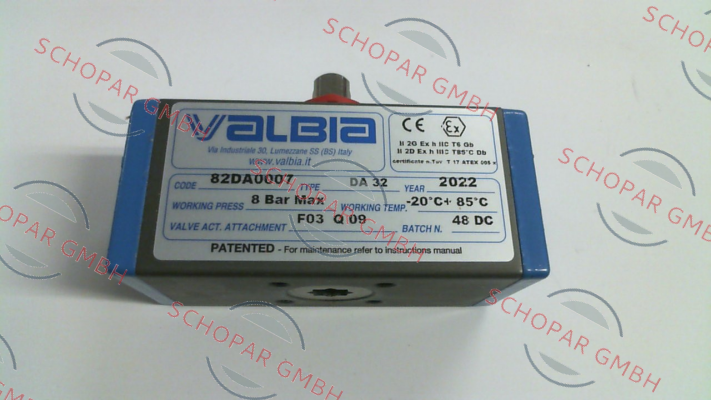 VALBIA
Via Industriale 30, Lumezzane SS (BS) Italy
www.valbia.it
CE Ex
II 2G Ex h IIC T6 Gb
II 2D Ex h IIIC T85°C Db
CODE 82DA0007 TYPE DA 32 YEAR 2022
WORKING PRESS 8 Bar Max WORKING TEMP. -20°C+ 85°C
VALVE ACT. ATTACHMENT F03 Q 09 BATCH N. 48 DC
PATENTED - For maintenance refer to instructions manual
SCHOPAR GMBH
SCHOPAR GMBH
SCHOPAR GMBH
SCHOPAR GMBH
SCHOPAR GMBH
SCHOPAR GMBH
SCHOPAR GMBH